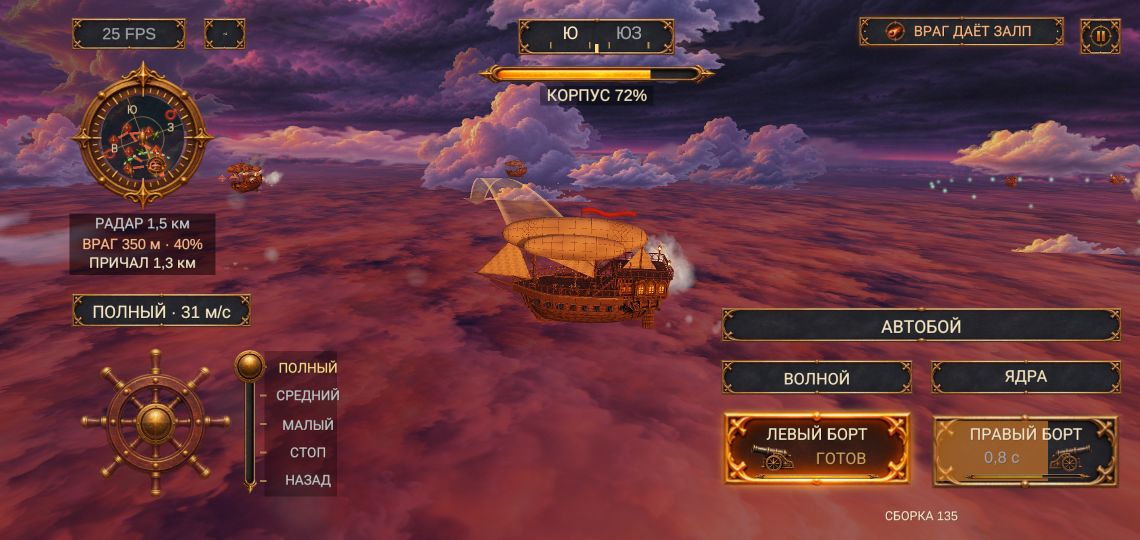 25 FPS
Ю ЮЗ
ВРАГ ДАЁТ ЗАЛП
КОРПУС 72%
Ю
З
В
РАДАР 1,5 км
ВРАГ 350 м · 40%
ПРИЧАЛ 1,3 км
ПОЛНЫЙ · 31 м/с
ПОЛНЫЙ
СРЕДНИЙ
МАЛЫЙ
СТОП
НАЗАД
АВТОБОЙ
ВОЛНОЙ
ЯДРА
ЛЕВЫЙ БОРТ
ГОТОВ
ПРАВЫЙ БОРТ
0,8 с
СБОРКА 135